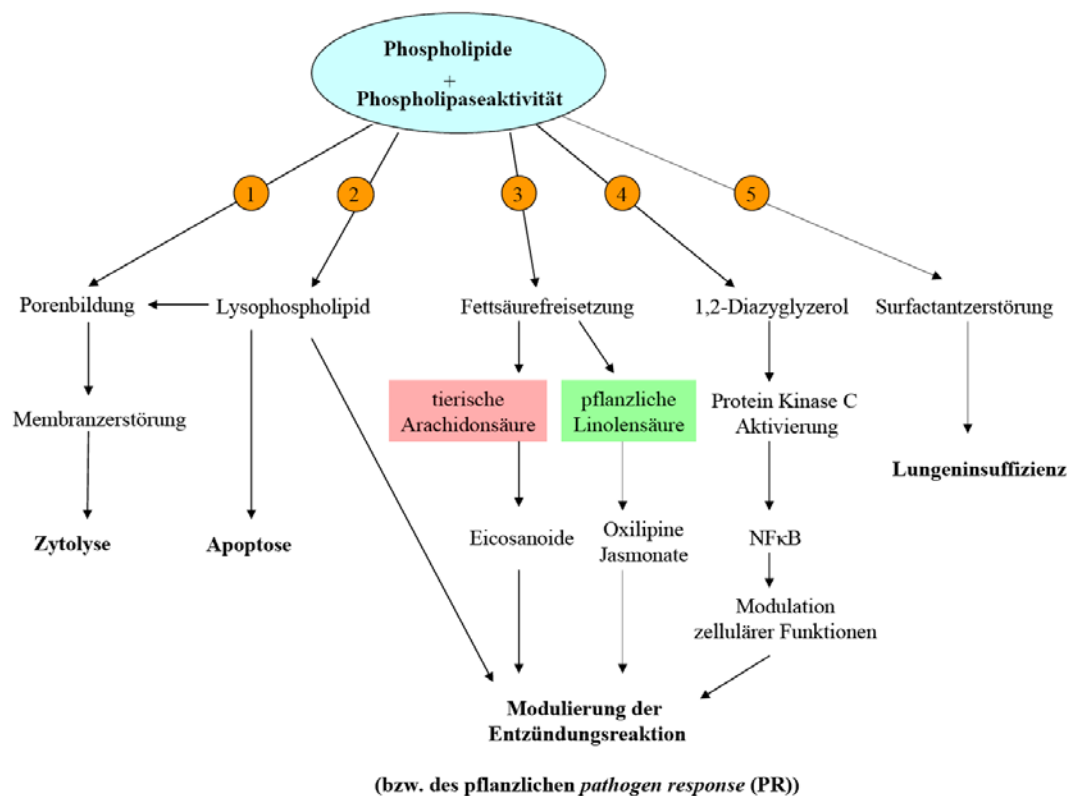 Phospholipide
+
Phospholipaseaktivität
1
2
3
4
5
Porenbildung
Lysophospholipid
Fettsäurefreisetzung
1,2-Diazyglyzerol
Surfactantzerstörung
tierische
Arachidonsäure
pflanzliche
Linolensäure
Protein Kinase C
Aktivierung
Membranzerstörung
Lungeninsuffizienz
Zytolyse
Apoptose
Eicosanoide
Oxilipine
Jasmonate
NFκB
Modulation
zellulärer Funktionen
Modulierung der
Entzündungsreaktion
(bzw. des pflanzlichen pathogen response (PR))